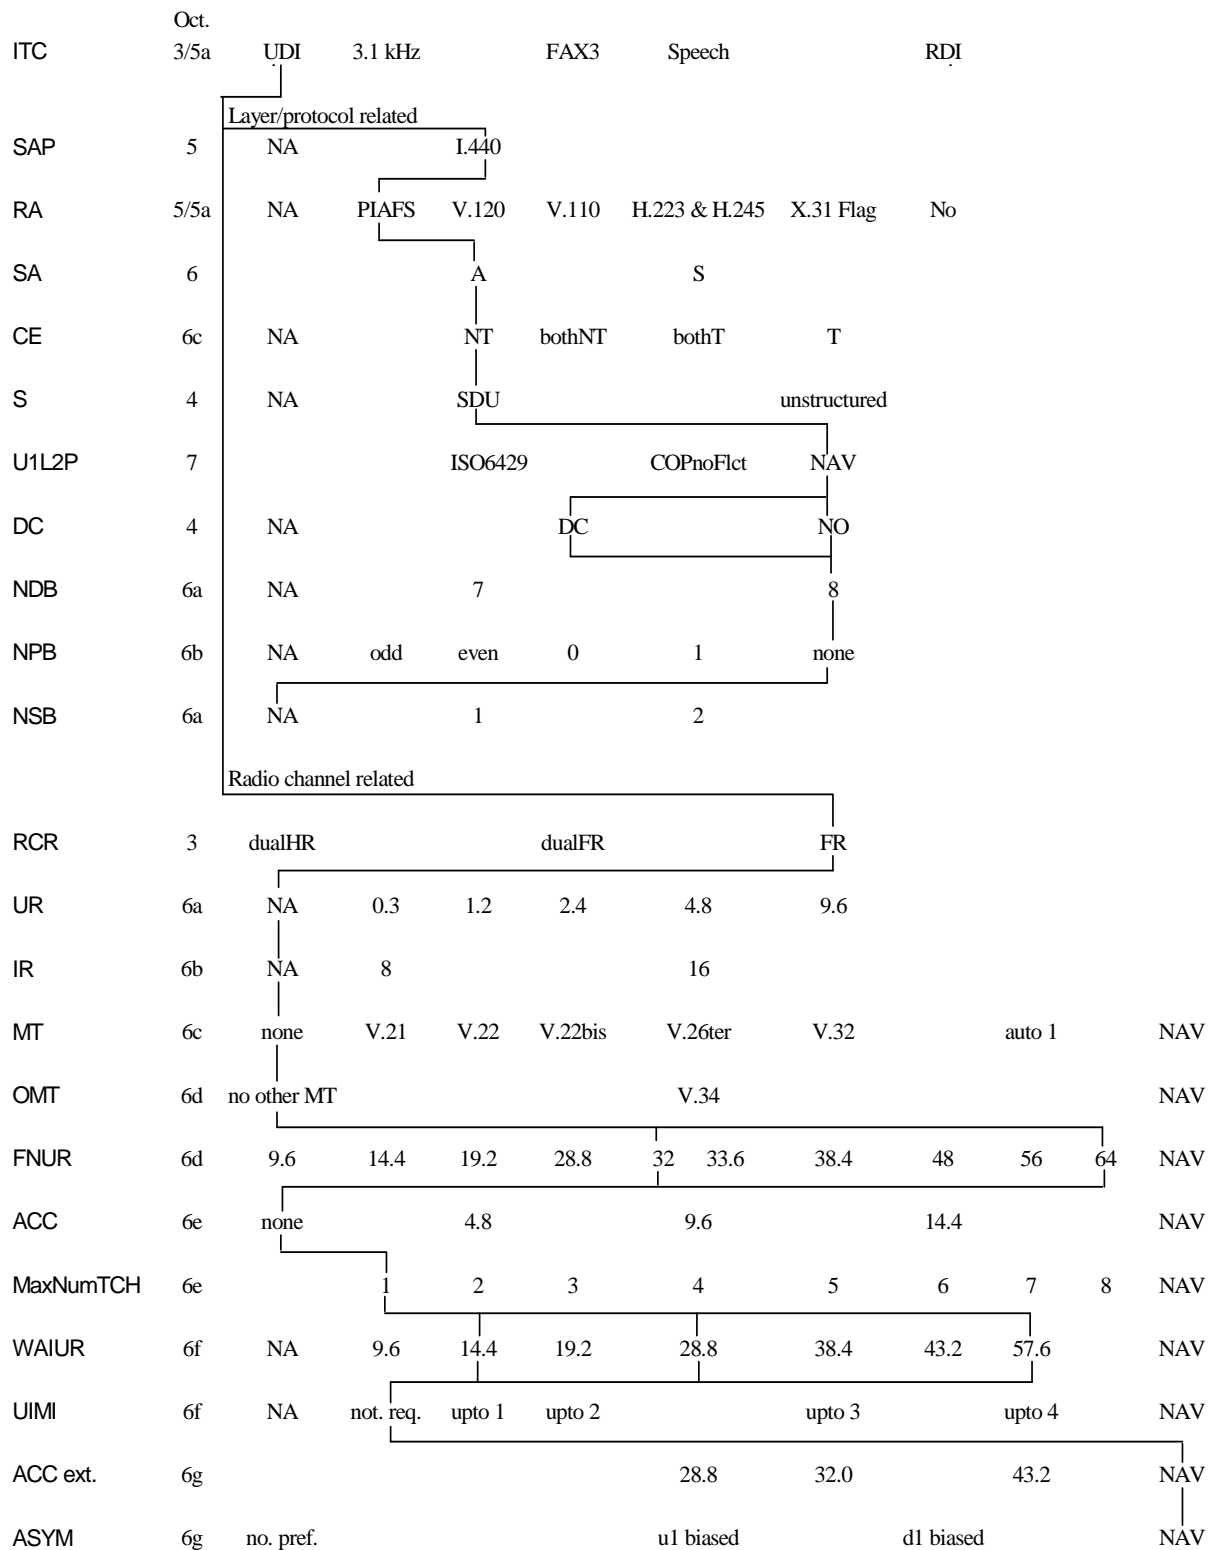 Oct.
ITC 3/5a UDI 3.1 kHz FAX3 Speech RDI
Layer/protocol related
SAP 5 NA I.440
RA 5/5a NA PIAFS V.120 V.110 H.223 & H.245 X.31 Flag No
SA 6 A S
CE 6c NA NT bothNT bothT T
S 4 NA SDU unstructured
U1L2P 7 ISO6429 COPnoFlct NAV
DC 4 NA DC NO
NDB 6a NA 7 8
NPB 6b NA odd even 0 1 none
NSB 6a NA 1 2
Radio channel related
RCR 3 dualHR dualFR FR
UR 6a NA 0.3 1.2 2.4 4.8 9.6
IR 6b NA 8 16
MT 6c none V.21 V.22 V.22bis V.26ter V.32 auto 1 NAV
OMT 6d no other MT V.34 NAV
FNUR 6d 9.6 14.4 19.2 28.8 32 33.6 38.4 48 56 64 NAV
ACC 6e none 4.8 9.6 14.4 NAV
MaxNumTCH 6e 1 2 3 4 5 6 7 8 NAV
WAIUR 6f NA 9.6 14.4 19.2 28.8 38.4 43.2 57.6 NAV
UIMI 6f NA not. req. upto 1 upto 2 upto 3 upto 4 NAV
ACC ext. 6g 28.8 32.0 43.2 NAV
ASYM 6g no. pref. u1 biased d1 biased NAV